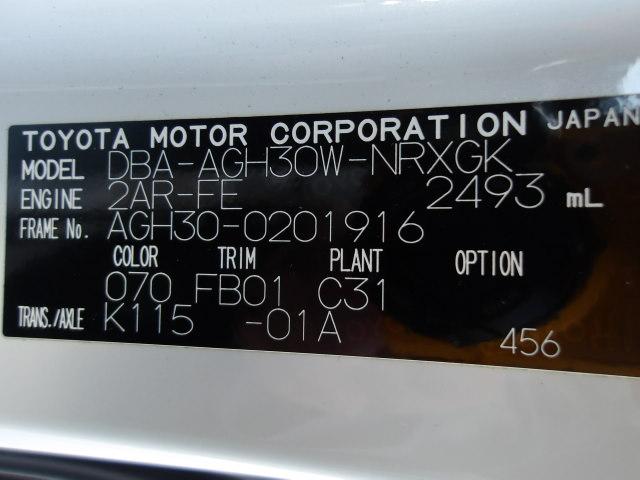 TOYOTA MOTOR CORPORATION JAPAN
MODEL DBA-AGH30W-NRXGK
ENGINE 2AR-FE 2493 mL
FRAME No. AGH30-0201916
COLOR TRIM PLANT OPTION
070 FB01 C31
TRANS./AXLE K115 -01A
456